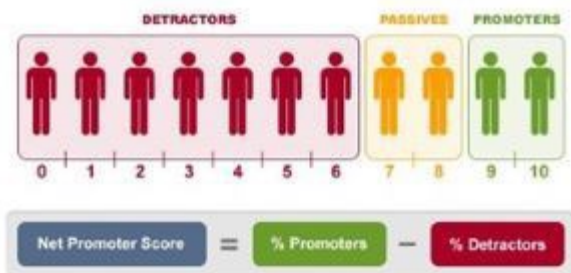 DETRACTORS PASSIVES PROMOTERS
0 1 2 3 4 5 6 7 8 9 10
Net Promoter Score = % Promoters − % Detractors